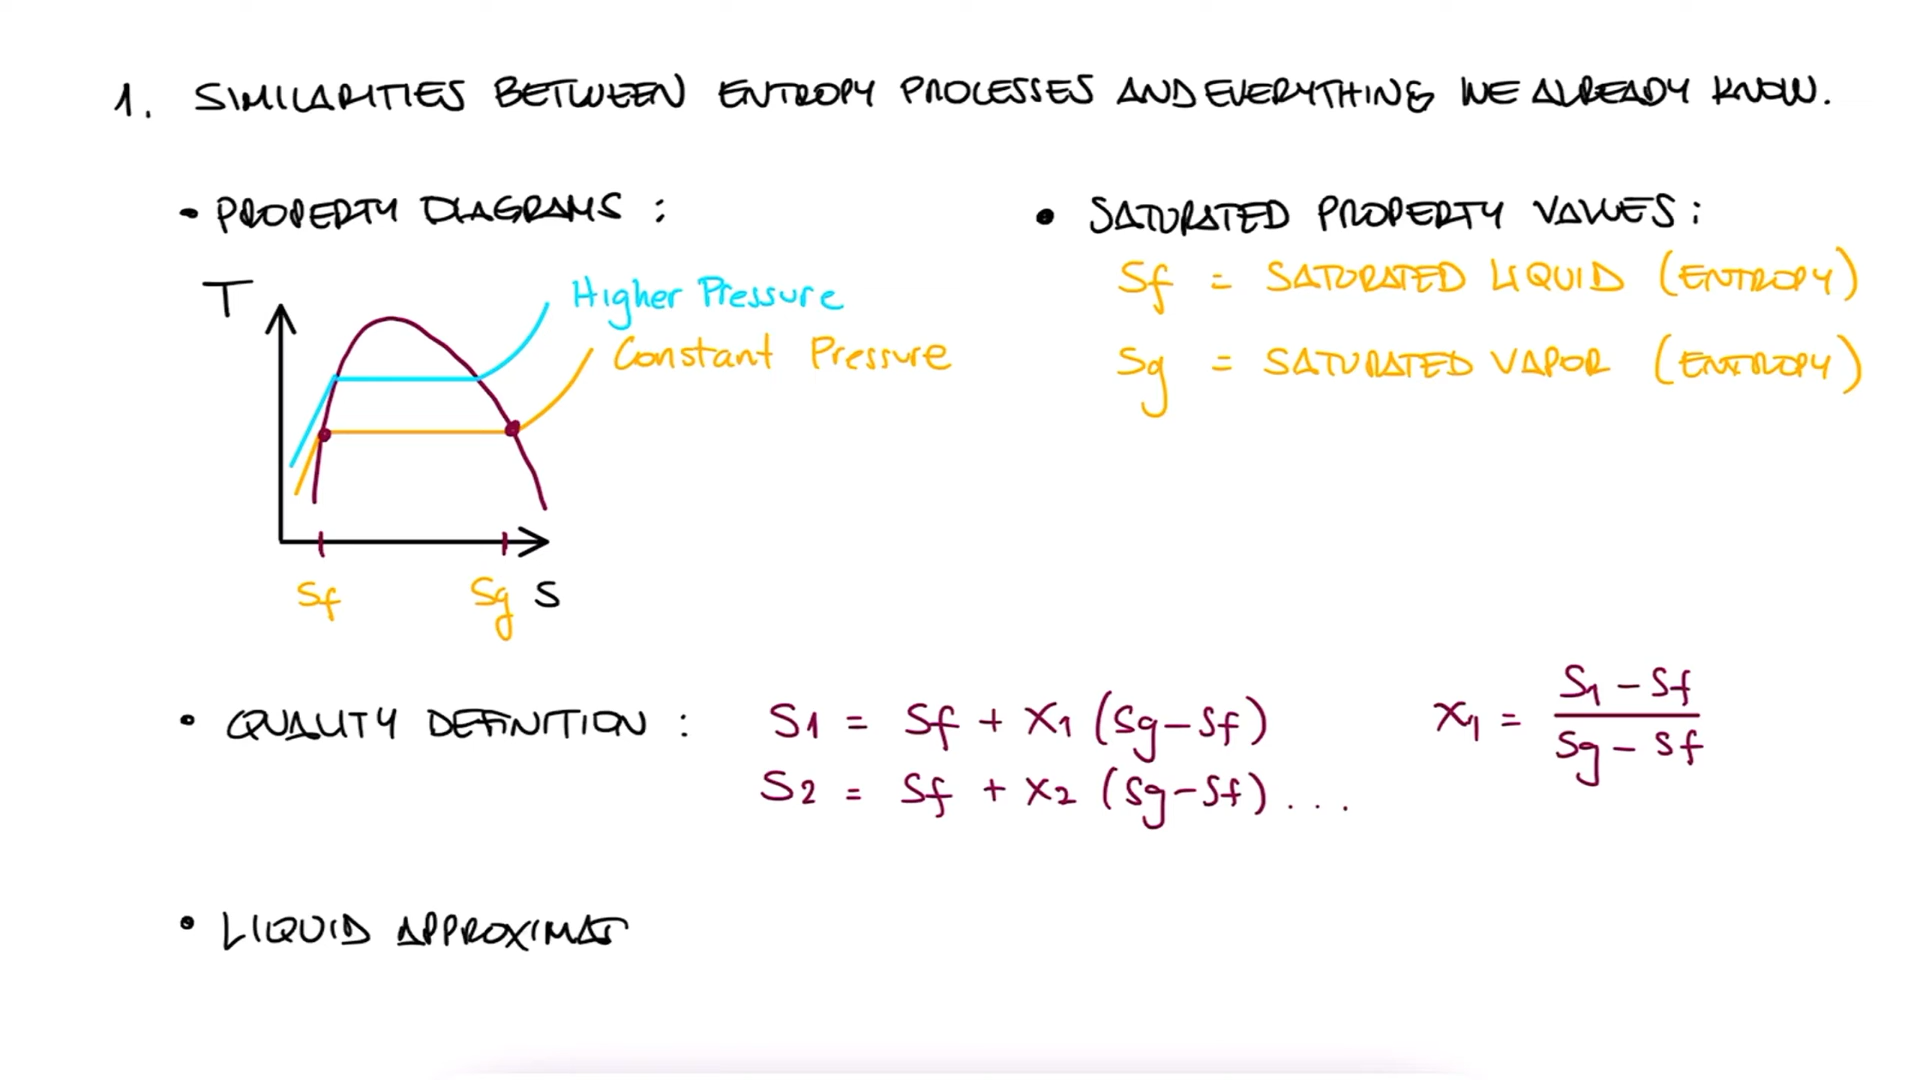 1. SIMILARITIES BETWEEN ENTROPY PROCESSES AND EVERYTHING WE ALREADY KNOW.
• PROPERTY DIAGRAMS :
T
Higher Pressure
Constant Pressure
Sf
Sg
S
• SATURATED PROPERTY VALUES :
Sf = SATURATED LIQUID (ENTROPY)
Sg = SATURATED VAPOR (ENTROPY)
• QUALITY DEFINITION :
S1 = Sf + X1 (Sg-Sf)
S2 = Sf + X2 (Sg-Sf) ...
X1 = (S1 - Sf) / (Sg - Sf)
• LIQUID APPROXIMAT